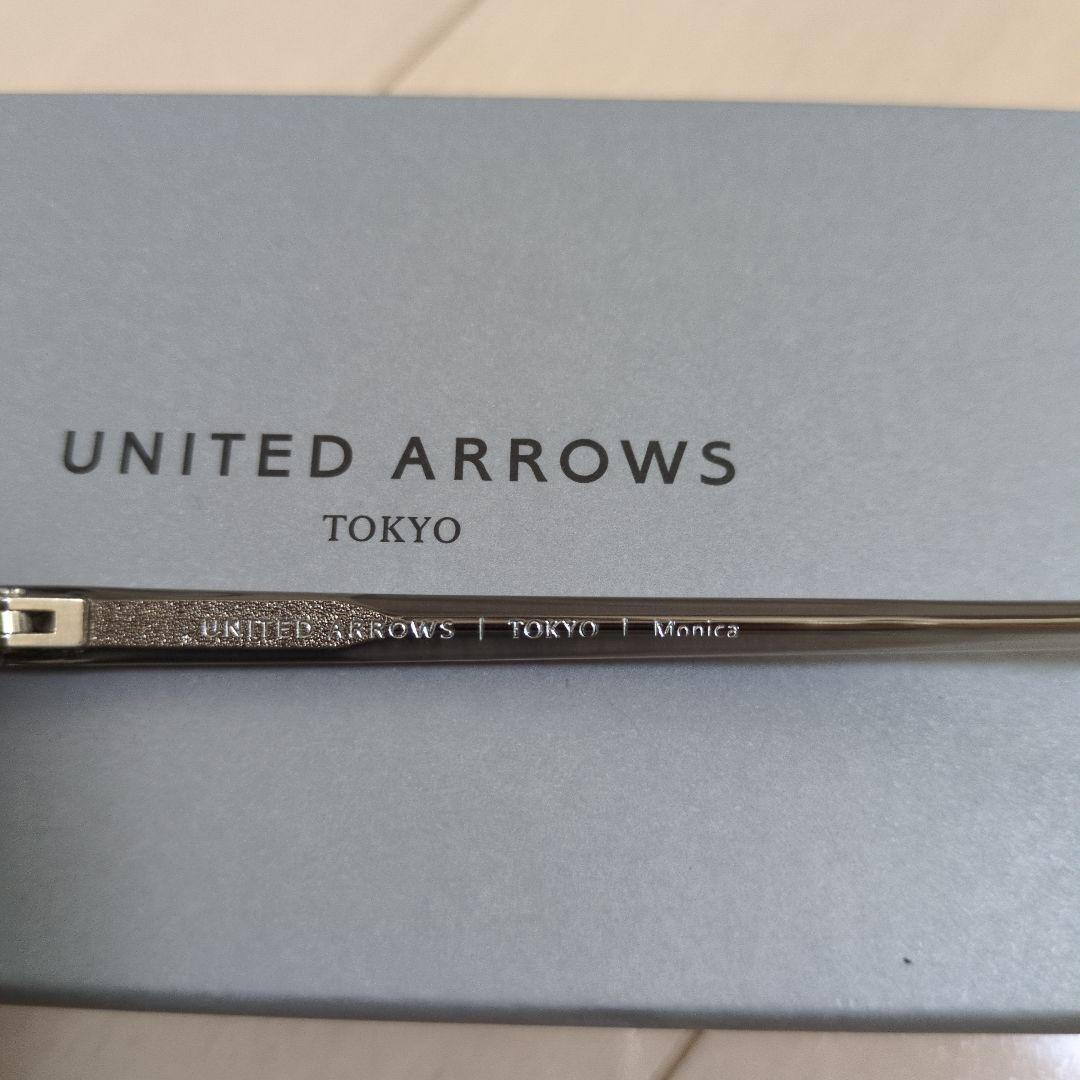 UNITED ARROWS
TOKYO
UNITED ARROWS | TOKYO | Monica